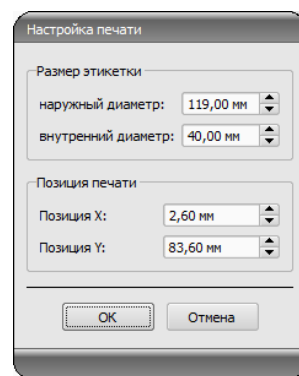 Настройка печати
Размер этикетки
наружный диаметр: 119,00 мм
внутренний диаметр: 40,00 мм
Позиция печати
Позиция X: 2,60 мм
Позиция Y: 83,60 мм
OK Отмена